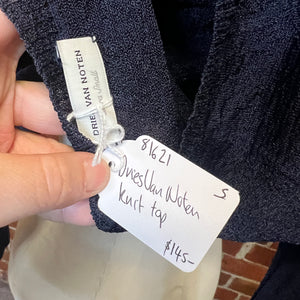 DRIES VAN NOTEN
81621
Dries Van Noten
Knit top
S
$145-